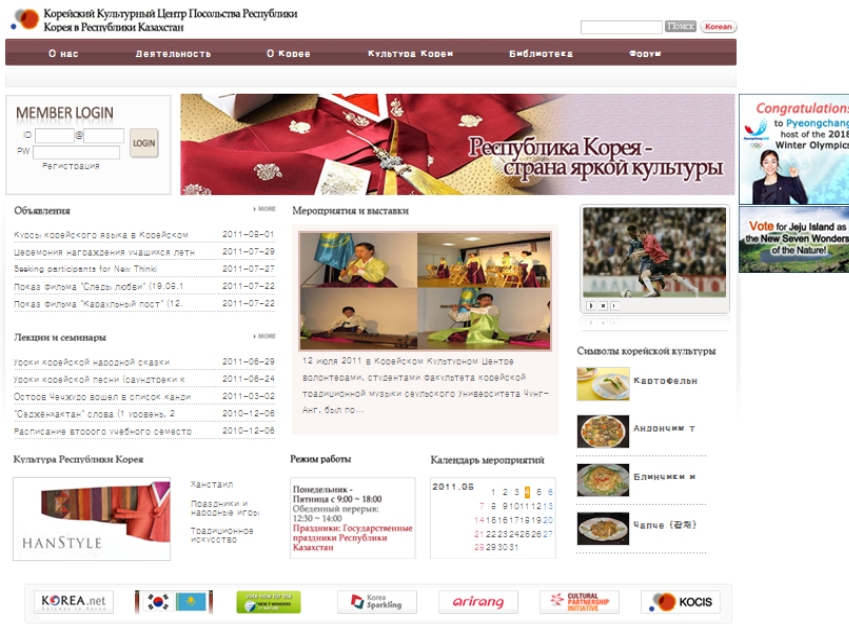 Корейский Культурный Центр Посольства Республики
Корея в Республики Казахстан
Поиск
Korean
О нас
Деятельность
О Корее
Культура Кореи
Библиотека
Форум
MEMBER LOGIN
ID
@
PW
LOGIN
Регистрация
Республика Корея -
страна яркой культуры
Congratulations
to Pyeongchang
host of the 2018
Winter Olympics
Vote for Jeju Island as
the New Seven Wonders
of the Nature!
Объявления
MORE
Курсы корейского языка в Корейском 2011-08-01
Церемония награждения учащихся летн 2011-07-29
Seeking participants for New Thinki 2011-07-27
Показ фильма "Следы любви" (19.08.1 2011-07-22
Показ фильма "Караульный пост" (12. 2011-07-22
Мероприятия и выставки
12 июля 2011 в Корейском Культурном Центре
волонтерами, студентами факультета корейской
традиционной музыки сеульского Университета Чунг-
Анг, был по...
Лекции и семинары
MORE
Уроки корейской народной сказки 2011-06-29
Уроки корейской песни (саундтреки к 2011-06-24
Остров Чечжудо вошел в список канди 2011-03-02
"Седженхактан" слова (1 уровень, 2 2010-12-06
Расписание второго учебного семестр 2010-12-06
Символы корейской культуры
Картофельн
Андончим т
Блинчики и
Чапче (잡채)
Культура Республики Корея
HANSTYLE
Ханстаил
Праздники и
народные игры
Традиционное
искусство
Режим работы
Понедельник -
Пятница с 9:00 ~ 18:00
Обеденный перерыв:
12:30 ~ 14:00
Праздники: Государственные
праздники Республики
Казахстан
Календарь мероприятий
2011.08
1 2 3 4 5 6
7 8 9 10 11 12 13
14 15 16 17 18 19 20
21 22 23 24 25 26 27
28 29 30 31
KOREA.net
Korea
Sparkling
arirang
CULTURAL
PARTNERSHIP
INITIATIVE
KOCIS